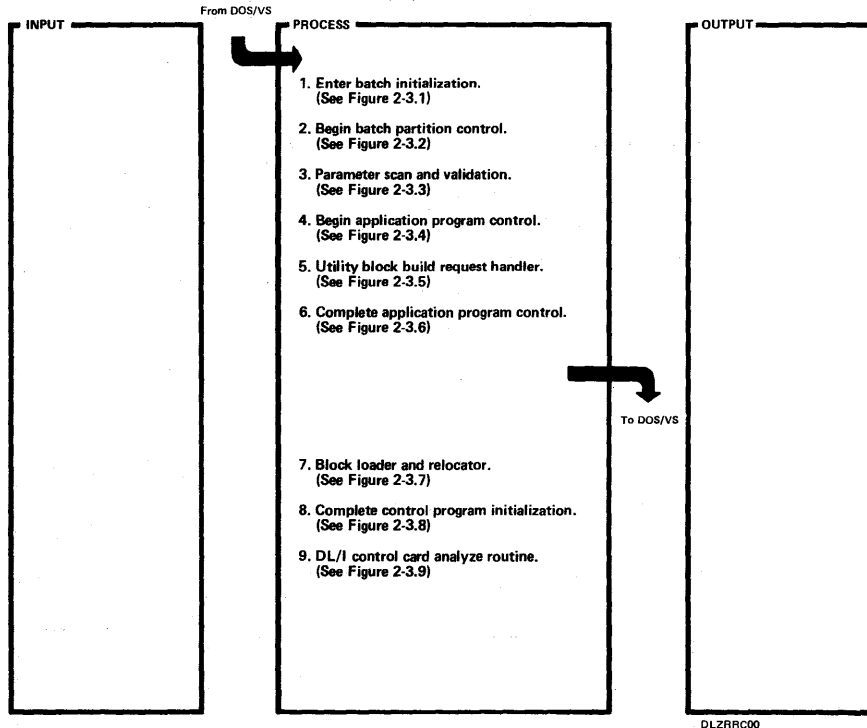 From DOS/VS
INPUT
PROCESS
OUTPUT
1. Enter batch initialization.
(See Figure 2-3.1)
2. Begin batch partition control.
(See Figure 2-3.2)
3. Parameter scan and validation.
(See Figure 2-3.3)
4. Begin application program control.
(See Figure 2-3.4)
5. Utility block build request handler.
(See Figure 2-3.5)
6. Complete application program control.
(See Figure 2-3.6)
To DOS/VS
7. Block loader and relocator.
(See Figure 2-3.7)
8. Complete control program initialization.
(See Figure 2-3.8)
9. DL/I control card analyze routine.
(See Figure 2-3.9)
DLZRRC00